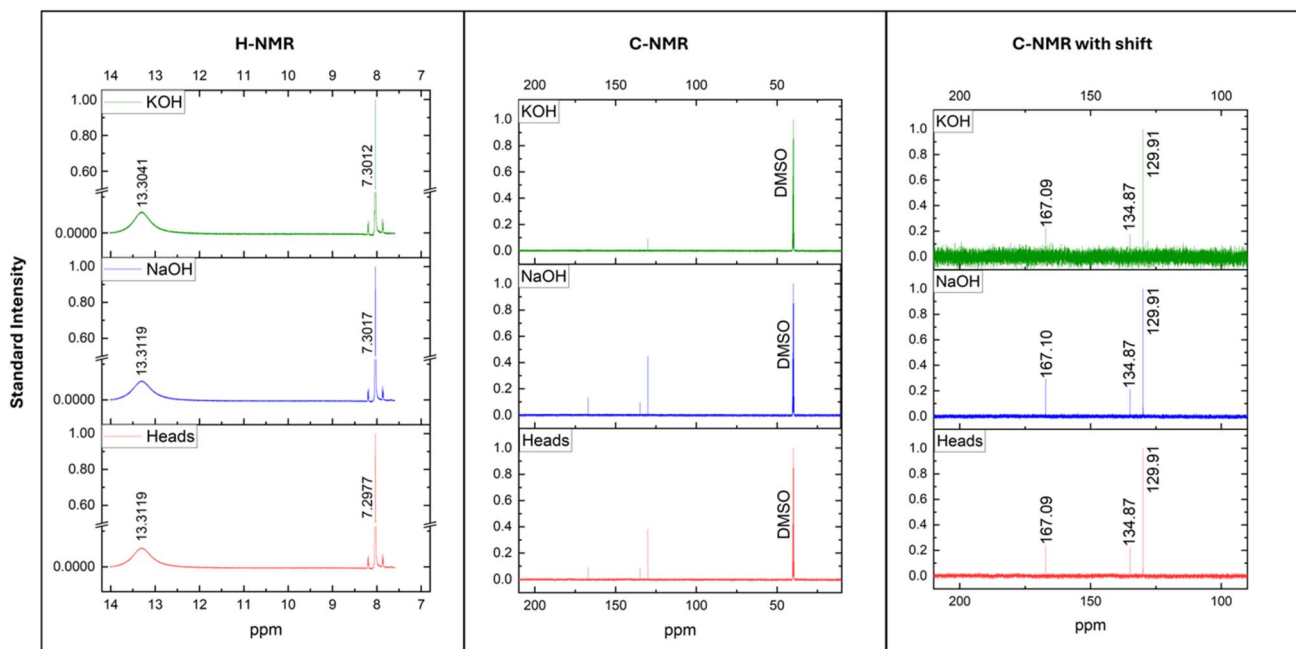 Standard Intensity
H-NMR
14 13 12 11 10 9 8 7
KOH
1.00
0.80
0.60
0.0000
13.3041
7.3012
NaOH
1.00
0.80
0.60
0.0000
13.3119
7.3017
Heads
1.00
0.80
0.60
0.0000
13.3119
7.2977
14 13 12 11 10 9 8 7
ppm
C-NMR
200 150 100 50
KOH
1.0
0.8
0.6
0.4
0.2
0.0
DMSO
NaOH
1.0
0.8
0.6
0.4
0.2
0.0
DMSO
Heads
1.0
0.8
0.6
0.4
0.2
0.0
DMSO
200 150 100 50
ppm
C-NMR with shift
200 150 100
KOH
1.0
0.8
0.6
0.4
0.2
0.0
167.09
134.87
129.91
NaOH
1.0
0.8
0.6
0.4
0.2
0.0
167.10
134.87
129.91
Heads
1.0
0.8
0.6
0.4
0.2
0.0
167.09
134.87
129.91
200 150 100
ppm